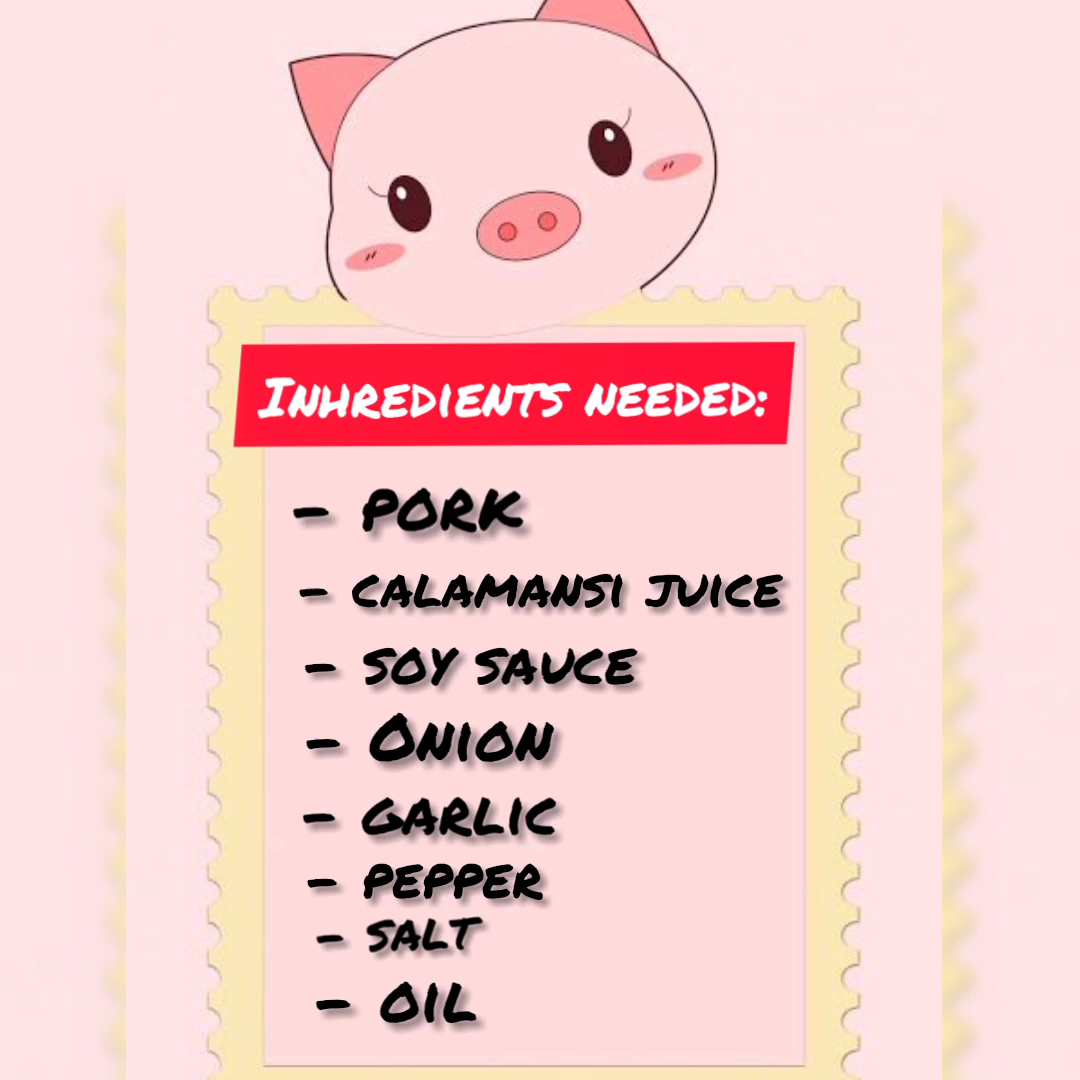 Inhredients needed:
- PORK
- CALAMANSI JUICE
- SOY SAUCE
- Onion
- GARLIC
- PEPPER
- SALT
- OIL